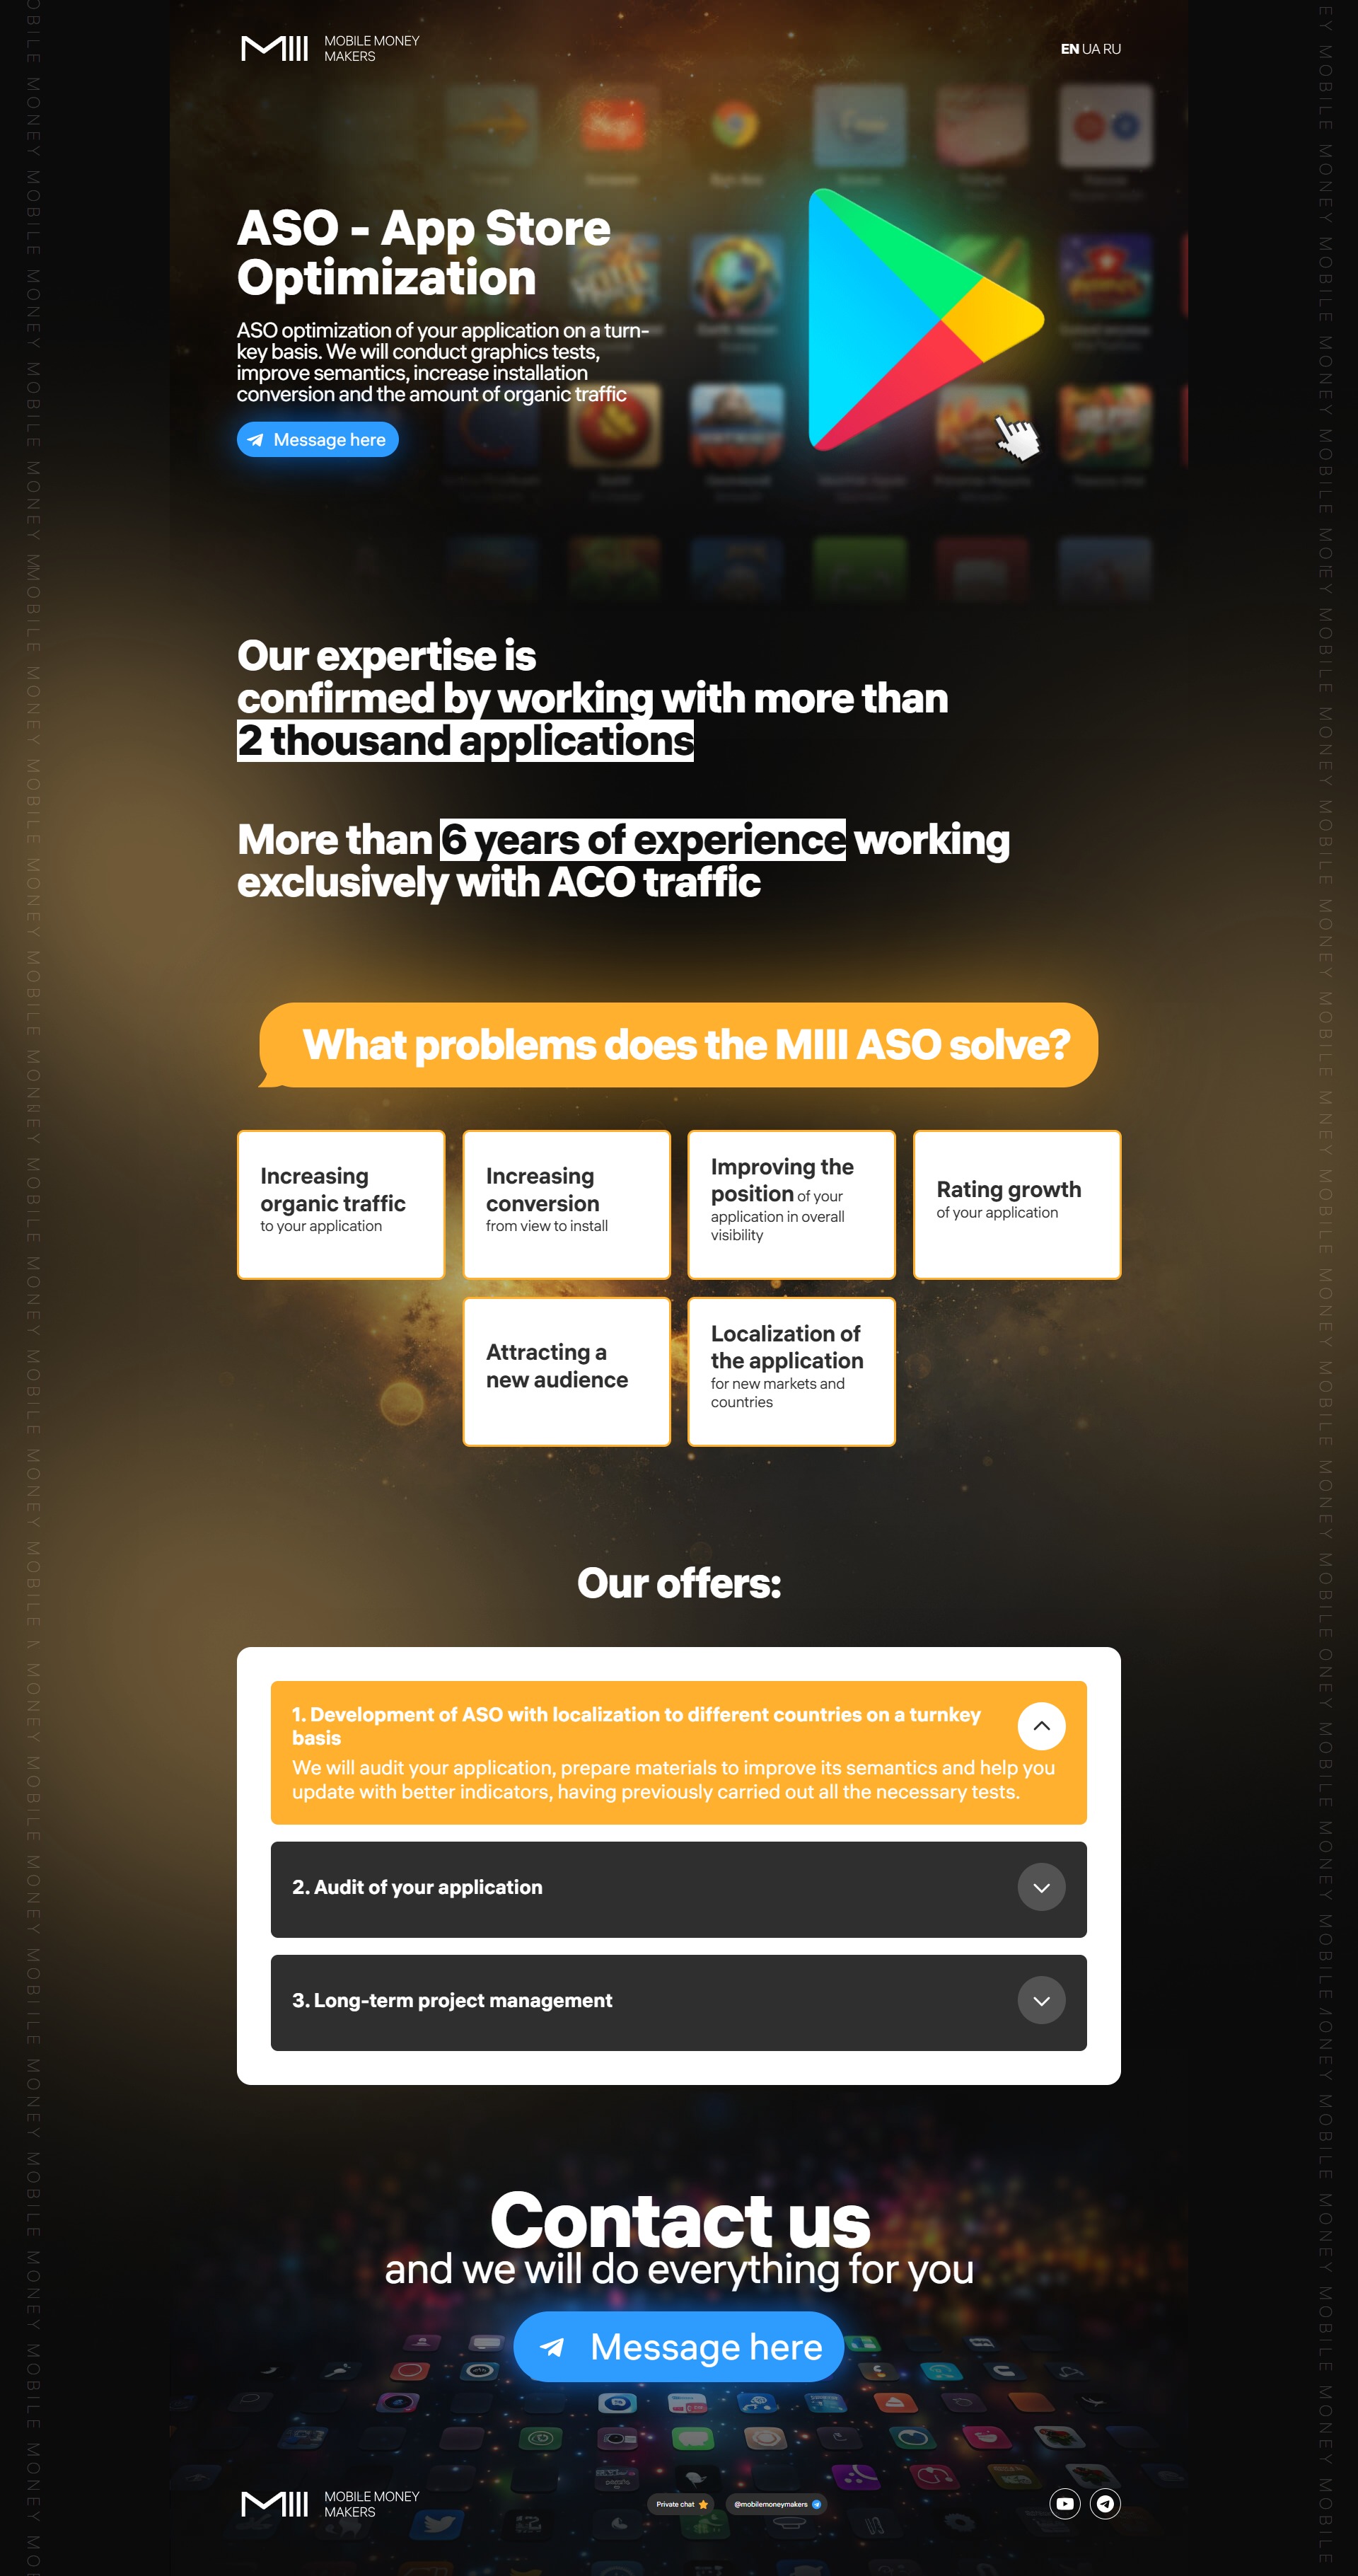 MIII
MOBILE MONEY
MAKERS
EN UA RU
ASO - App Store
Optimization
ASO optimization of your application on a turn-
key basis. We will conduct graphics tests,
improve semantics, increase installation
conversion and the amount of organic traffic
Message here
Our expertise is
confirmed by working with more than
2 thousand applications
More than 6 years of experience working
exclusively with ACO traffic
What problems does the MIII ASO solve?
Increasing
organic traffic
to your application
Increasing
conversion
from view to install
Improving the
position of your
application in overall
visibility
Rating growth
of your application
Attracting a
new audience
Localization of
the application
for new markets and
countries
Our offers:
1. Development of ASO with localization to different countries on a turnkey
basis
We will audit your application, prepare materials to improve its semantics and help you
update with better indicators, having previously carried out all the necessary tests.
2. Audit of your application
3. Long-term project management
Contact us
and we will do everything for you
Message here
MIII
MOBILE MONEY
MAKERS
Private chat
@mobilemoneymakers